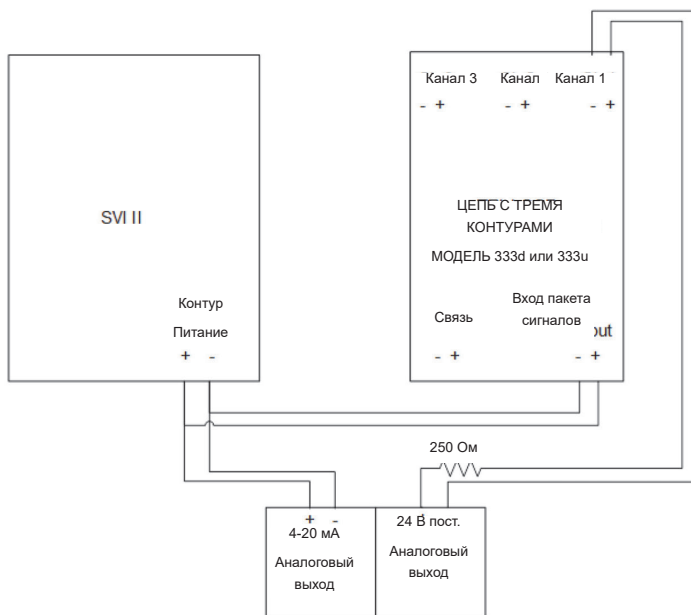 Канал 3 Канал Канал 1
- + - + - +
SVI II
ЦЕПЬ С ТРЕМЯ
КОНТУРАМИ
МОДЕЛЬ 333d или 333u
Контур
Питание
+ -
Связь
- +
Вход пакета
сигналов
out
- +
250 Ом
+ -
4-20 мА
Аналоговый
выход
24 В пост.
Аналоговый
выход